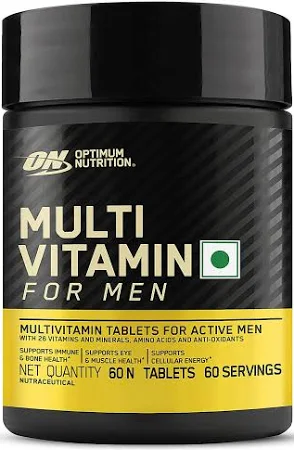 ON OPTIMUM
NUTRITION®
MULTI
VITAMIN
FOR MEN
MULTIVITAMIN TABLETS FOR ACTIVE MEN
WITH 26 VITAMINS AND MINERALS, AMINO ACIDS AND ANTI-OXIDANTS
SUPPORTS IMMUNE SUPPORTS EYE SUPPORTS
& BONE HEALTH* & MUSCLE HEALTH* CELLULAR ENERGY*
NET QUANTITY 60 N TABLETS 60 SERVINGS
NUTRACEUTICAL